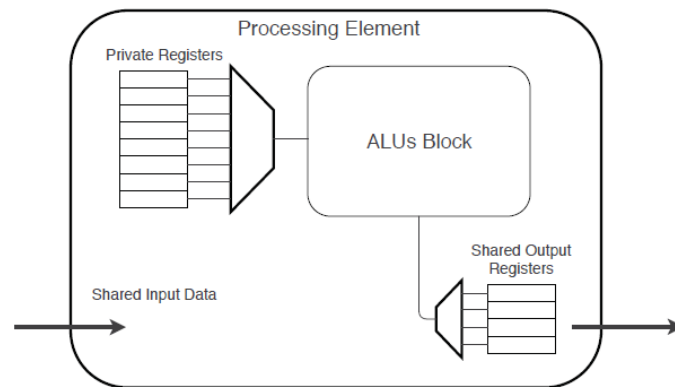 Processing Element
Private Registers
ALUs Block
Shared Output
Registers
Shared Input Data